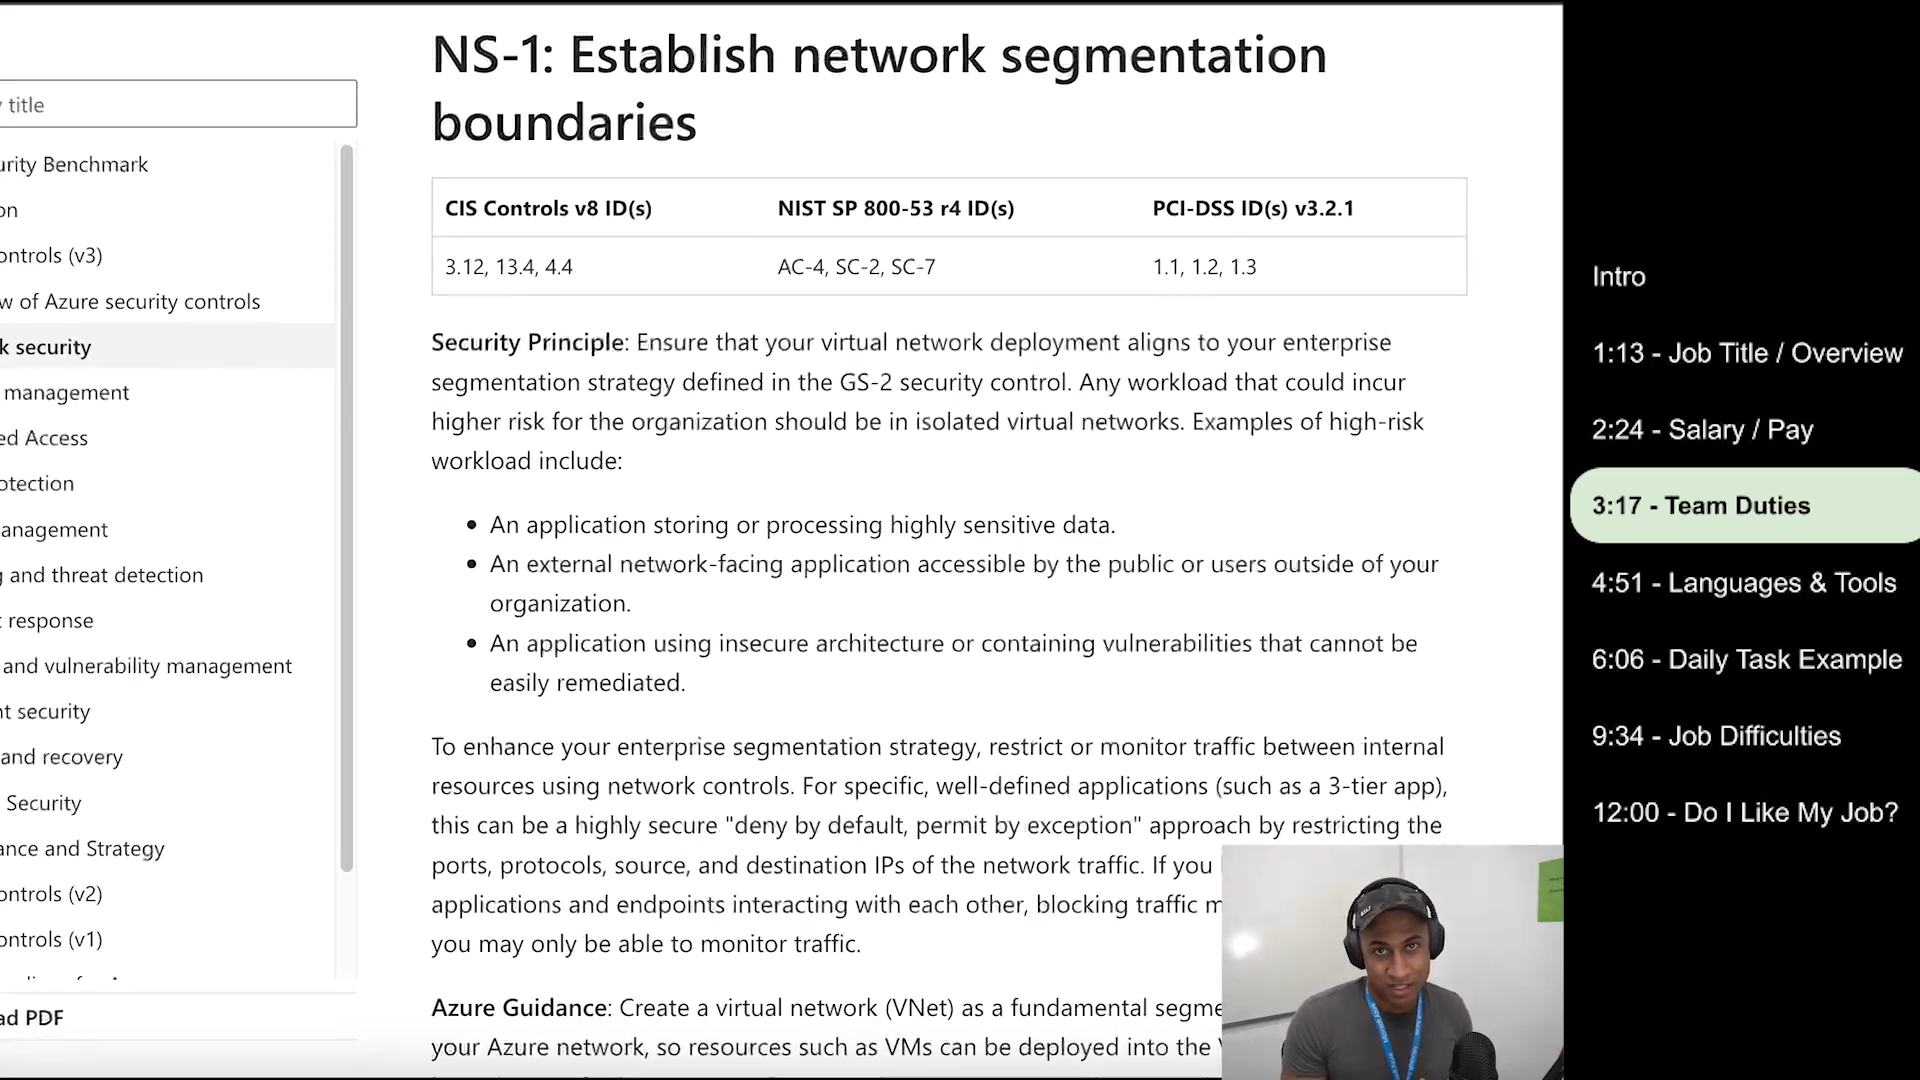 NS-1: Establish network segmentation
boundaries
title
urity Benchmark
on
ontrols (v3)
w of Azure security controls
k security
management
ed Access
otection
anagement
g and threat detection
t response
and vulnerability management
nt security
and recovery
Security
ance and Strategy
ontrols (v2)
ontrols (v1)
ad PDF
CIS Controls v8 ID(s) NIST SP 800-53 r4 ID(s) PCI-DSS ID(s) v3.2.1
3.12, 13.4, 4.4 AC-4, SC-2, SC-7 1.1, 1.2, 1.3
Security Principle: Ensure that your virtual network deployment aligns to your enterprise
segmentation strategy defined in the GS-2 security control. Any workload that could incur
higher risk for the organization should be in isolated virtual networks. Examples of high-risk
workload include:
• An application storing or processing highly sensitive data.
• An external network-facing application accessible by the public or users outside of your
organization.
• An application using insecure architecture or containing vulnerabilities that cannot be
easily remediated.
To enhance your enterprise segmentation strategy, restrict or monitor traffic between internal
resources using network controls. For specific, well-defined applications (such as a 3-tier app),
this can be a highly secure "deny by default, permit by exception" approach by restricting the
ports, protocols, source, and destination IPs of the network traffic. If you
applications and endpoints interacting with each other, blocking traffic m
you may only be able to monitor traffic.
Azure Guidance: Create a virtual network (VNet) as a fundamental segme
your Azure network, so resources such as VMs can be deployed into the
Intro
1:13 - Job Title / Overview
2:24 - Salary / Pay
3:17 - Team Duties
4:51 - Languages & Tools
6:06 - Daily Task Example
9:34 - Job Difficulties
12:00 - Do I Like My Job?